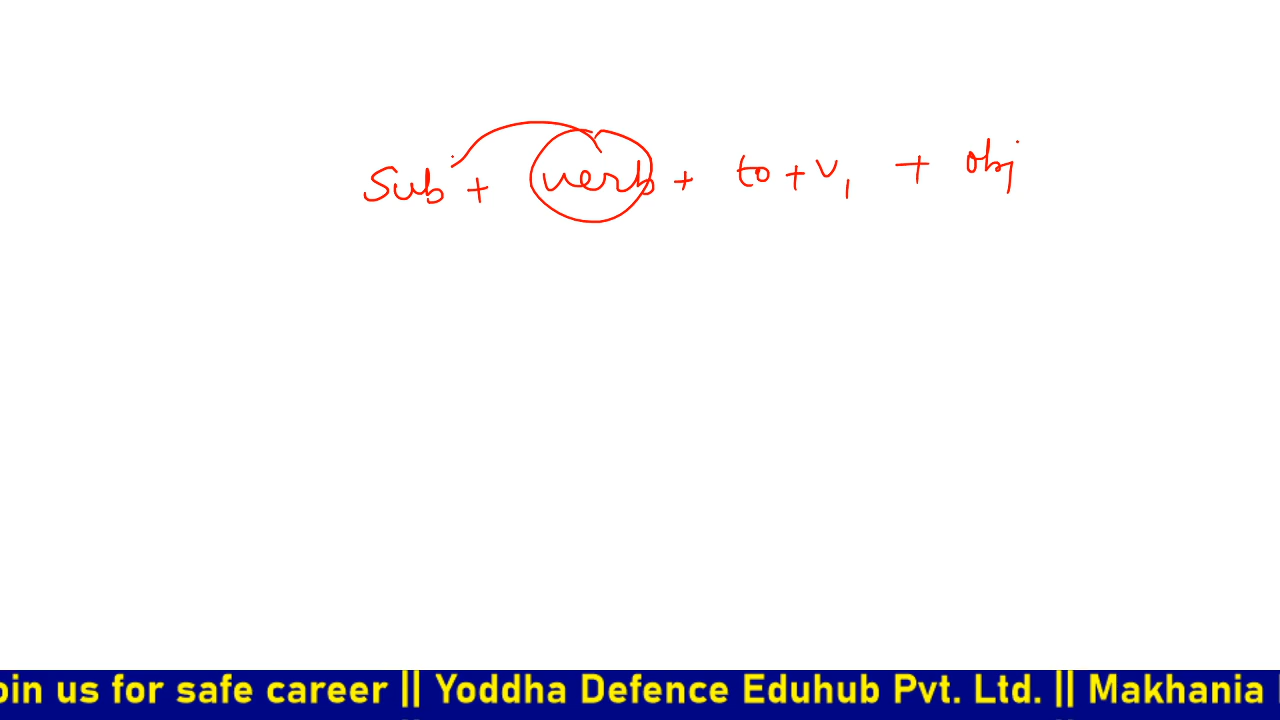 Sub + verb + to + V₁ + obj
oin us for safe career || Yoddha Defence Eduhub Pvt. Ltd. || Makhania